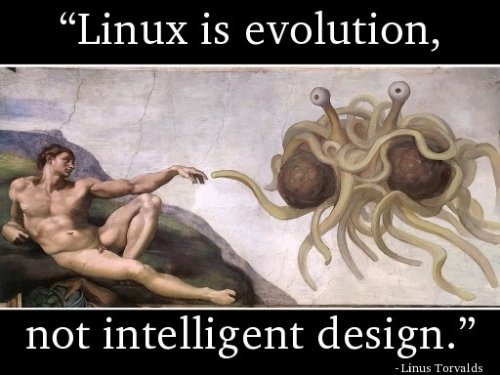 “Linux is evolution,
not intelligent design.”
- Linus Torvalds